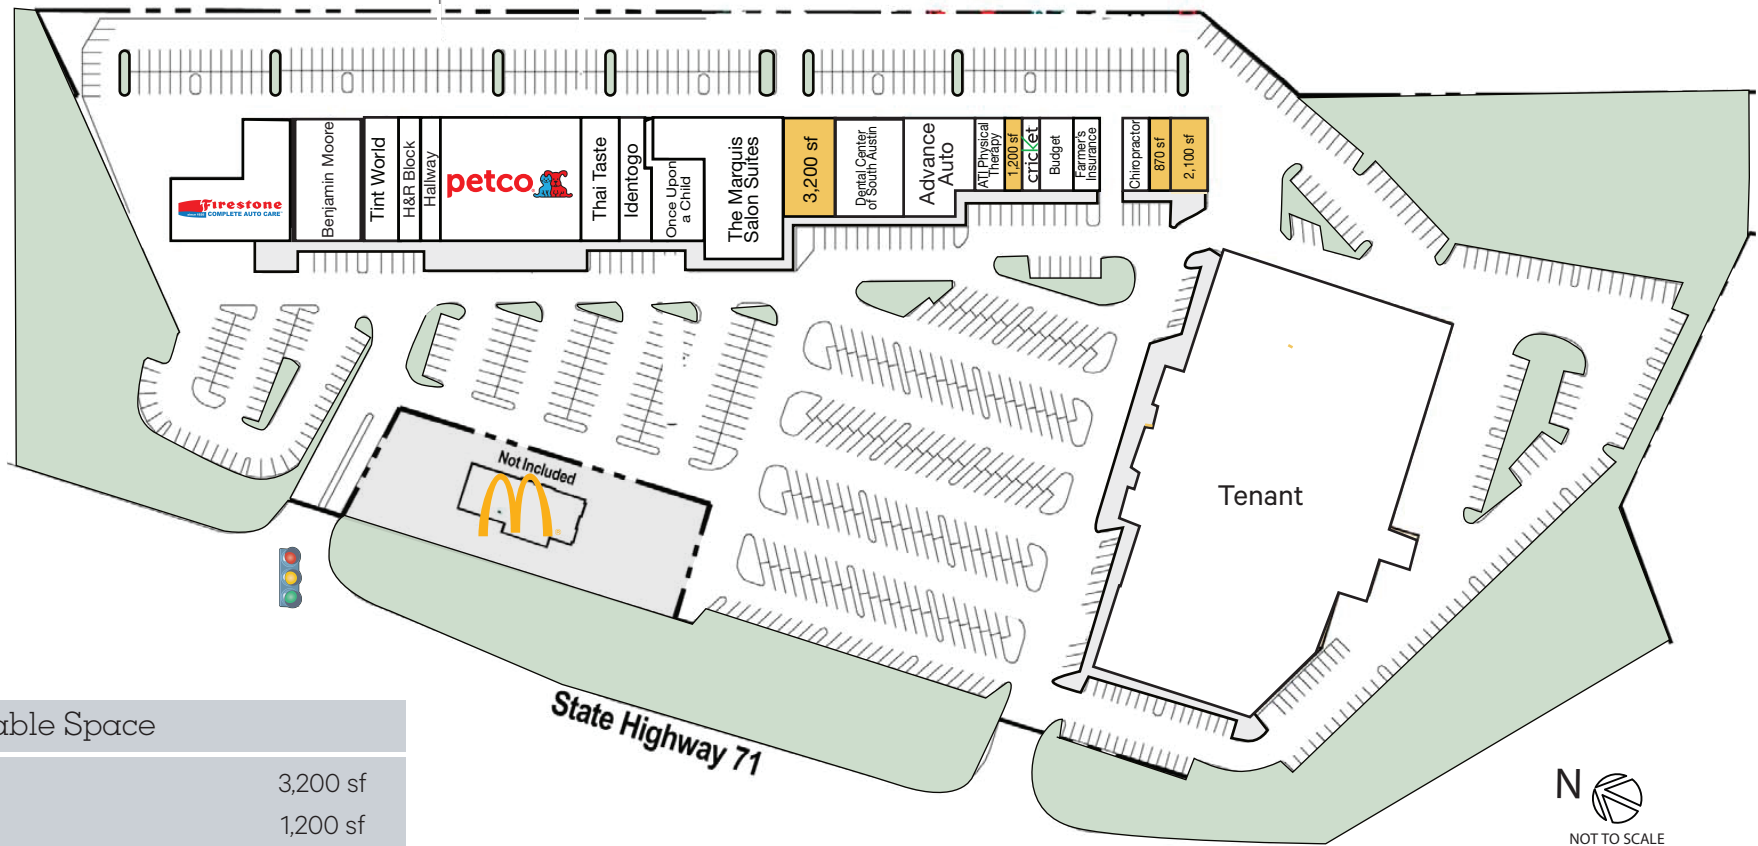 Firestone
COMPLETE AUTO CARE
Benjamin Moore
Tint World
H&R Block
Hallway
petco
Thai Taste
Identogo
Once Upon
a Child
The Marquis
Salon Suites
3,200 sf
Dental Center
of South Austin
Advance
Auto
ATI Physical
Therapy
1,200 sf
cricket
Budget
Farmer's
Insurance
Chiropractor
870 sf
2,100 sf
Not Included
Tenant
State Highway 71
able Space
3,200 sf
1,200 sf
N
NOT TO SCALE